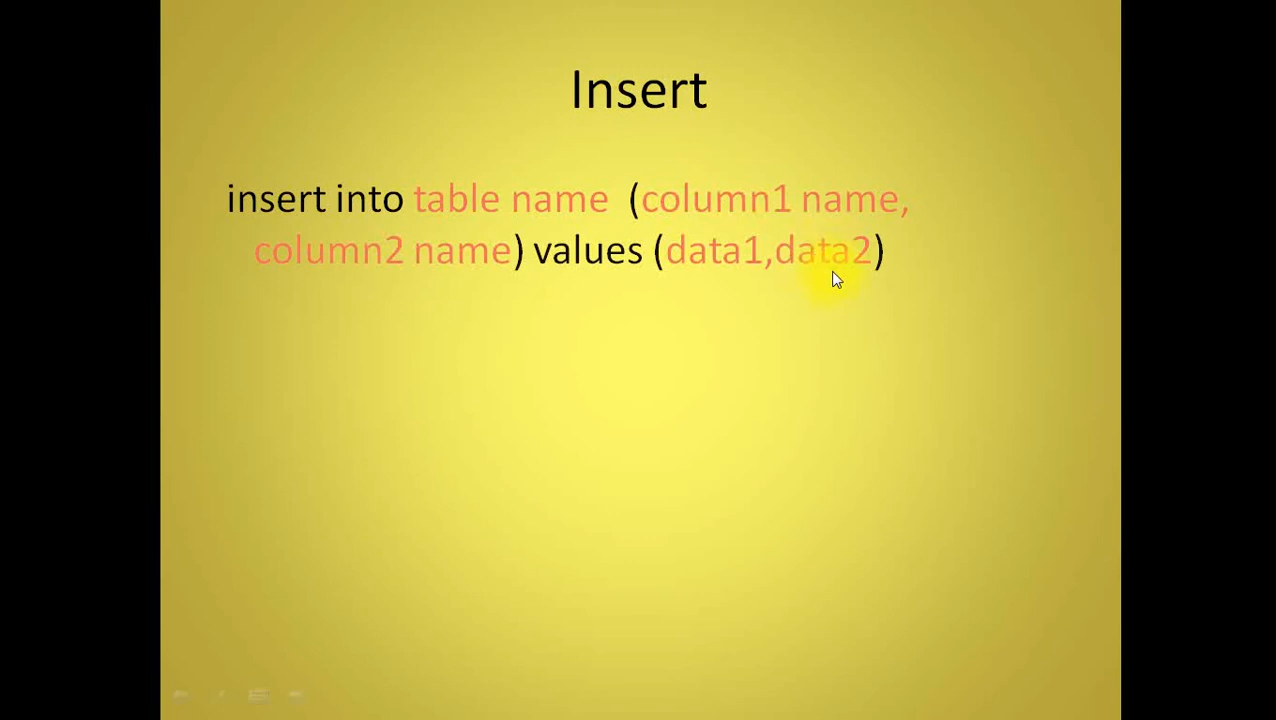 Insert
insert into table name (column1 name,
column2 name) values (data1,data2)